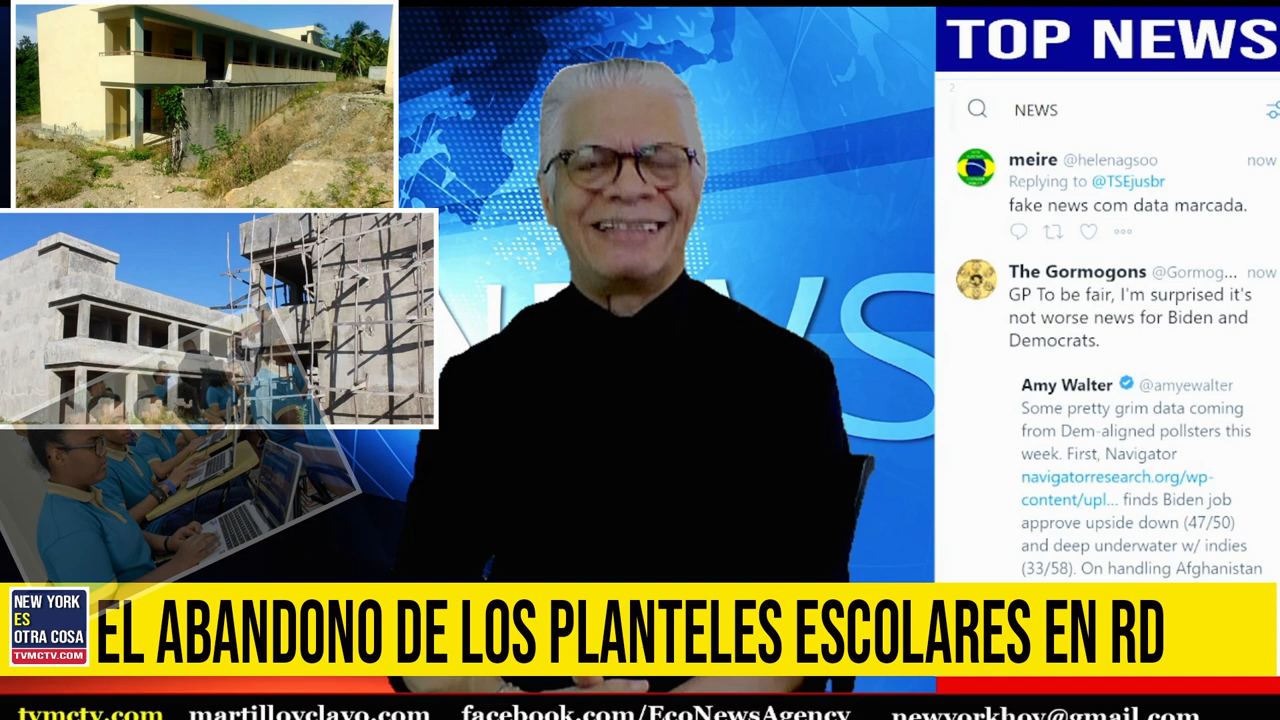 TOP NEWS
NEWS
NEWS
meire @helenagsoo now
Replying to @TSEjusbr
fake news com data marcada.
The Gormogons @Gormog... now
GP To be fair, I'm surprised it's
not worse news for Biden and
Democrats.
Amy Walter @amyewalter
Some pretty grim data coming
from Dem-aligned pollsters this
week. First, Navigator
navigatorresearch.org/wp-
content/upl... finds Biden job
approve upside down (47/50)
and deep underwater w/ indies
(33/58). On handling Afghanistan
NEW YORK
ES
OTRA COSA
TVMCTV.COM
EL ABANDONO DE LOS PLANTELES ESCOLARES EN RD
tvmctv.com martilloyclavo.com facebook.com/EcoNewsAgency newyorkhoy@gmail.com